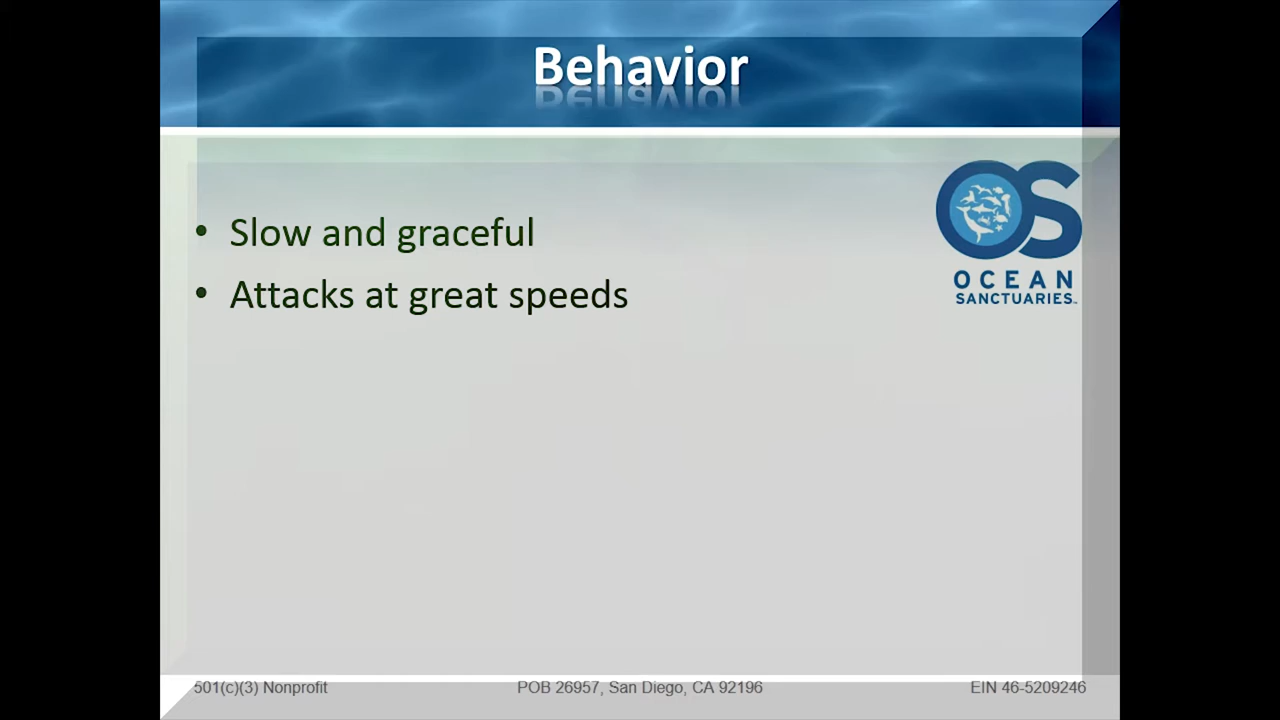 Behavior
• Slow and graceful
• Attacks at great speeds
OS
OCEAN
SANCTUARIES™
501(c)(3) Nonprofit
POB 26957, San Diego, CA 92196
EIN 46-5209246